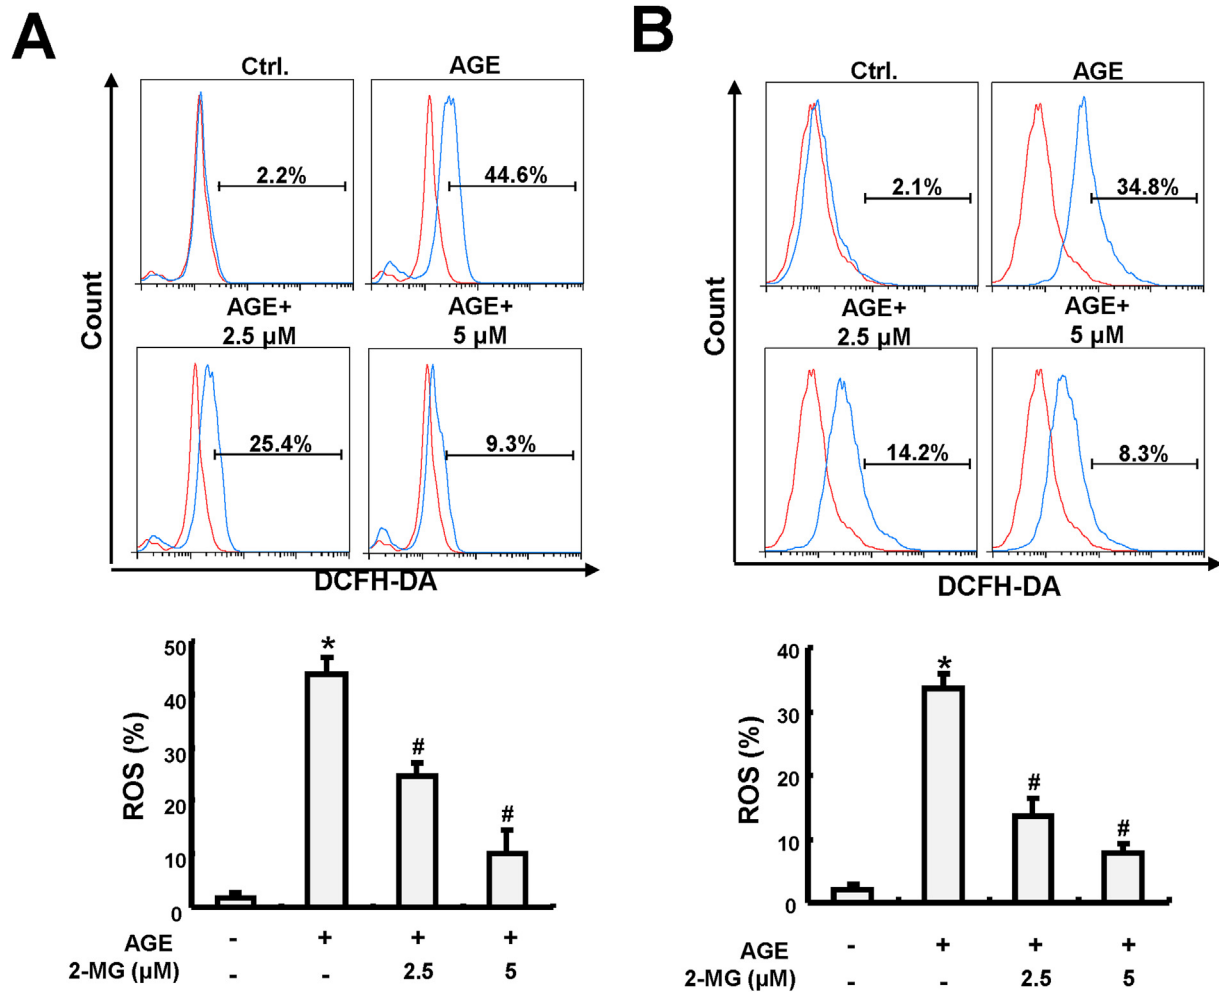 A
Ctrl.
AGE
2.2%
44.6%
AGE+
2.5 µM
AGE+
5 µM
25.4%
9.3%
Count
DCFH-DA
50
40
30
20
10
0
ROS (%)
*
#
#
AGE - + + +
2-MG (µM) - - 2.5 5
B
Ctrl.
AGE
2.1%
34.8%
AGE+
2.5 µM
AGE+
5 µM
14.2%
8.3%
Count
DCFH-DA
40
30
20
10
0
ROS (%)
*
#
#
AGE - + + +
2-MG (µM) - - 2.5 5